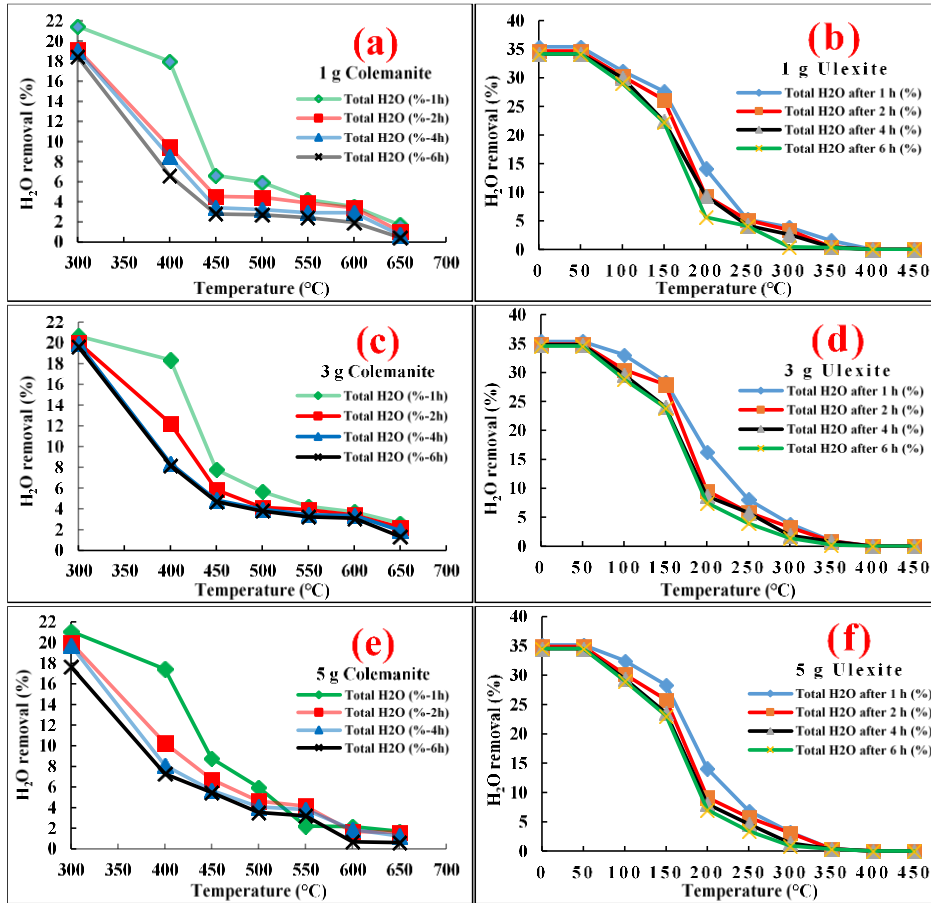 (a)
1 g Colemanite
Total H2O (%-1h)
Total H2O (%-2h)
Total H2O (%-4h)
Total H2O (%-6h)
H₂O removal (%)
22
20
18
16
14
12
10
8
6
4
2
0
300 400 450 500 550 600 650 700
Temperature (°C)
(b)
1 g Ulexite
Total H2O after 1 h (%)
Total H2O after 2 h (%)
Total H2O after 4 h (%)
Total H2O after 6 h (%)
H₂O removal (%)
40
35
30
25
20
15
10
5
0
0 50 100 150 200 250 300 350 400 450
Temperature (°C)
(c)
3 g Colemanite
Total H2O (%-1h)
Total H2O (%-2h)
Total H2O (%-4h)
Total H2O (%-6h)
H₂O removal (%)
22
20
18
16
14
12
10
8
6
4
2
0
300 400 450 500 550 600 650 700
Temperature (°C)
(d)
3 g Ulexite
Total H2O after 1 h (%)
Total H2O after 2 h (%)
Total H2O after 4 h (%)
Total H2O after 6 h (%)
H₂O removal (%)
40
35
30
25
20
15
10
5
0
0 50 100 150 200 250 300 350 400 450
Temperature (°C)
(e)
5 g Colemanite
Total H2O (%-1h)
Total H2O (%-2h)
Total H2O (%-4h)
Total H2O (%-6h)
H₂O removal (%)
22
20
18
16
14
12
10
8
6
4
2
0
300 400 450 500 550 600 650 700
Temperature (°C)
(f)
5 g Ulexite
Total H2O after 1 h (%)
Total H2O after 2 h (%)
Total H2O after 4 h (%)
Total H2O after 6 h (%)
H₂O removal (%)
40
35
30
25
20
15
10
5
0
0 50 100 150 200 250 300 350 400 450
Temperature (°C)